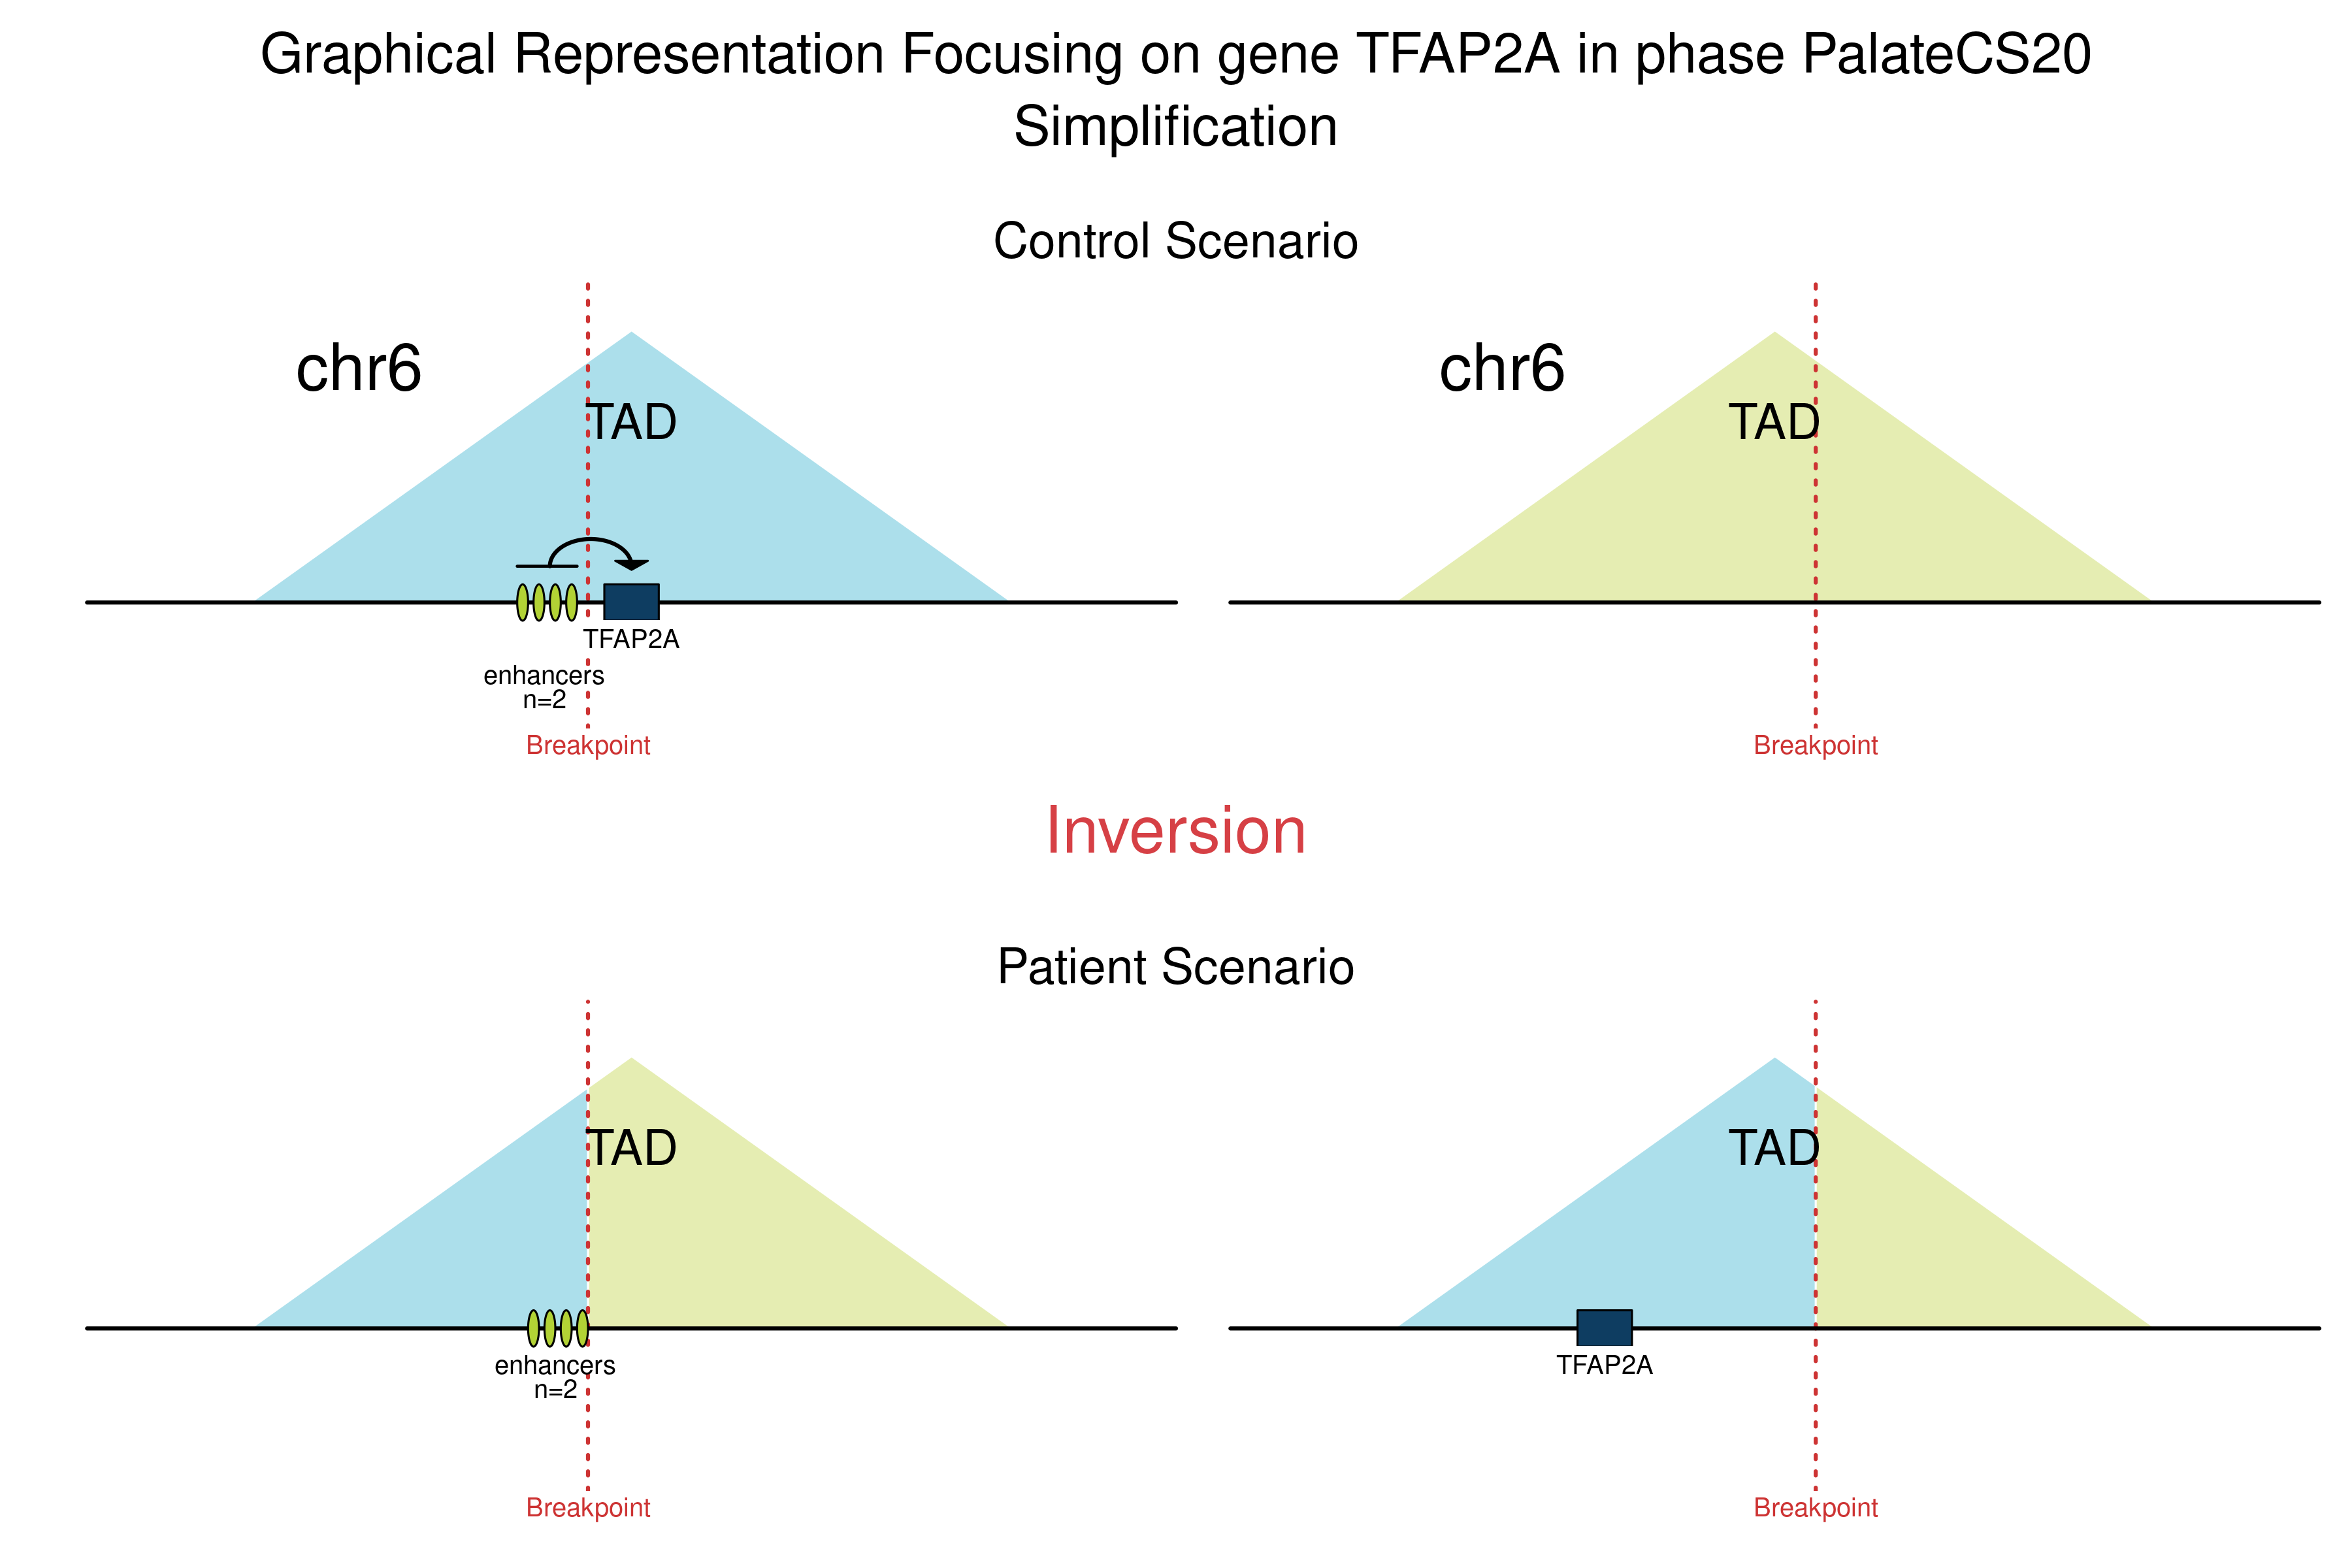 Graphical Representation Focusing on gene TFAP2A in phase PalateCS20
Simplification
Control Scenario
chr6
chr6
TAD
TAD
TFAP2A
enhancers
n=2
Breakpoint
Breakpoint
Inversion
Patient Scenario
TAD
TAD
enhancers
n=2
TFAP2A
Breakpoint
Breakpoint